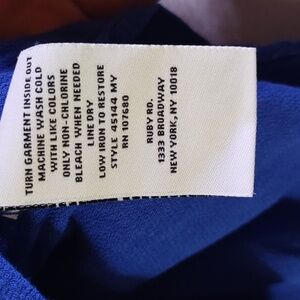 TURN GARMENT INSIDE OUT
MACHINE WASH COLD
WITH LIKE COLORS
ONLY NON-CHLORINE
BLEACH WHEN NEEDED
LINE DRY
LOW IRON TO RESTORE
STYLE 45144 MY
RN 407680
RUBY RD.
1333 BROADWAY
NEW YORK, NY 10018